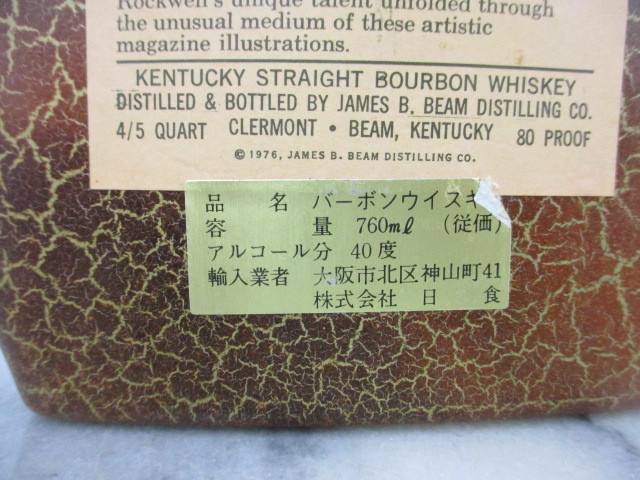 Rockwell's unique talent unfolded through
the unusual medium of these artistic
magazine illustrations.
KENTUCKY STRAIGHT BOURBON WHISKEY
DISTILLED & BOTTLED BY JAMES B. BEAM DISTILLING CO.
4/5 QUART CLERMONT • BEAM, KENTUCKY 80 PROOF
© 1976, JAMES B. BEAM DISTILLING CO.
品 名 バーボンウイスキ
容 量 760ml (従価)
アルコール分 40度
輸入業者 大阪市北区神山町41
株式会社 日食